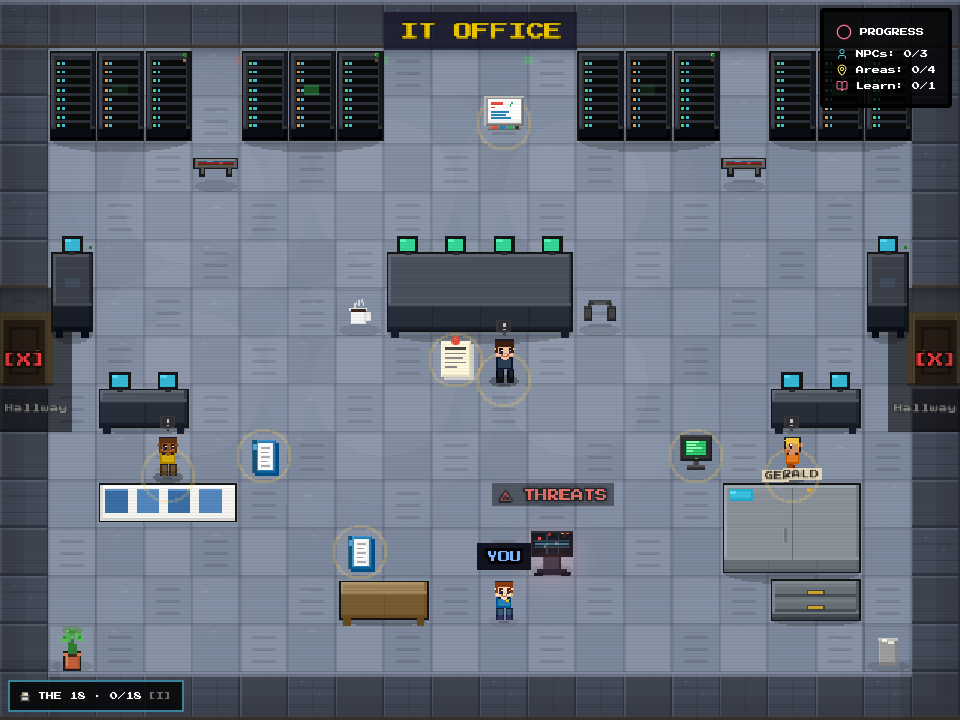 IT OFFICE
PROGRESS
NPCs: 0/3
Areas: 0/4
Learn: 0/1
[X]
[X]
Hallway
Hallway
!
!
!
GERALD
THREATS
YOU
THE 18 · 0/18 [I]